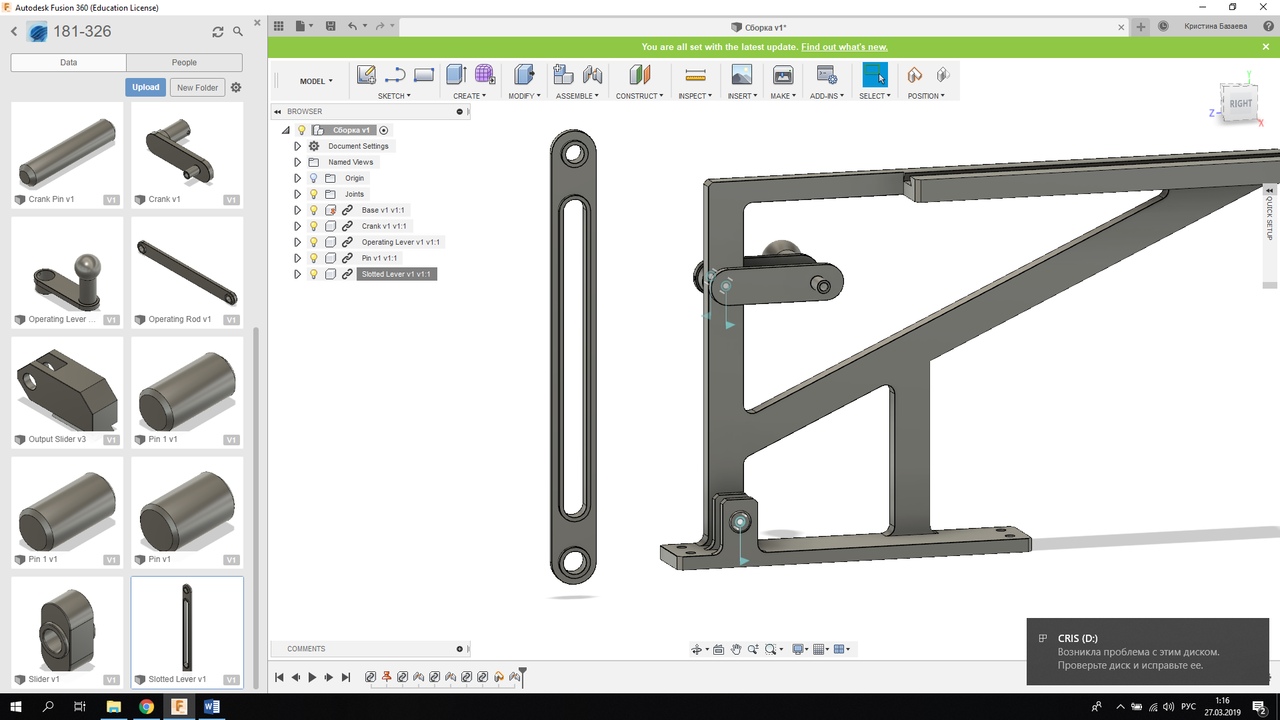 Autodesk Fusion 360 (Education License)
181-326
Data People
Upload New Folder
Crank Pin v1 V1
Crank v1 V1
Operating Lever ... V1
Operating Rod v1 V1
Output Slider v3 V1
Pin 1 v1 V1
Pin 1 v1 V1
Pin v1 V1
Slider v1 V1
Slotted Lever v1 V1
Сборка v1*
Кристина Базаева
You are all set with the latest update. Find out what's new.
MODEL
SKETCH
CREATE
MODIFY
ASSEMBLE
CONSTRUCT
INSPECT
INSERT
MAKE
ADD-INS
SELECT
POSITION
BROWSER
Сборка v1
Document Settings
Named Views
Origin
Joints
Base v1 v1:1
Crank v1 v1:1
Operating Lever v1 v1:1
Pin v1 v1:1
Slotted Lever v1 v1:1
Y
RIGHT
Z
X
QUICK SETUP
COMMENTS
CRIS (D:)
Возникла проблема с этим диском.
Проверьте диск и исправьте ее.
РУС
1:16
27.03.2019
2